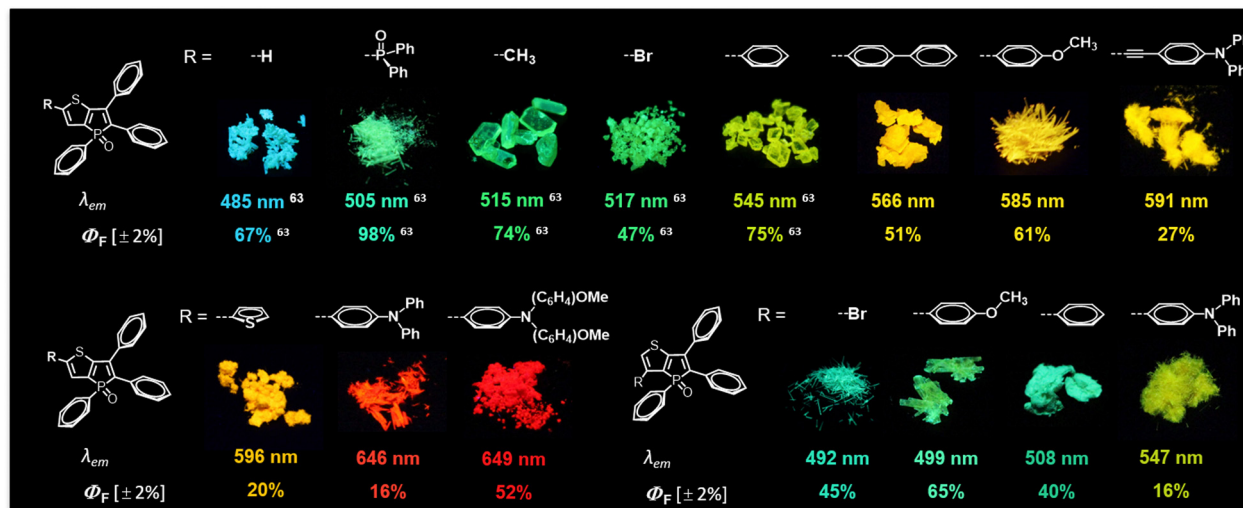 R = --H O P Ph Ph --CH3 --Br O CH3 N Ph Ph
R S P O
λem 485 nm 63 505 nm 63 515 nm 63 517 nm 63 545 nm 63 566 nm 585 nm 591 nm
ΦF [±2%] 67% 63 98% 63 74% 63 47% 63 75% 63 51% 61% 27%
R = S N Ph Ph N (C6H4)OMe (C6H4)OMe R = --Br O CH3 N Ph Ph
R S P O S R P O
λem 596 nm 646 nm 649 nm λem 492 nm 499 nm 508 nm 547 nm
ΦF [±2%] 20% 16% 52% ΦF [±2%] 45% 65% 40% 16%